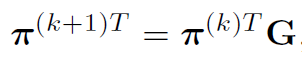 π^{(k+1)T} = π^{(k)T} G.